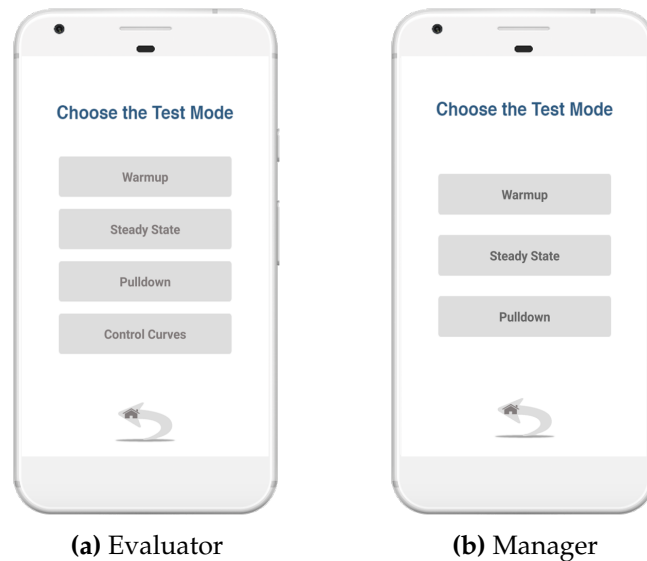 Choose the Test Mode
Warmup
Steady State
Pulldown
Control Curves
(a) Evaluator
Choose the Test Mode
Warmup
Steady State
Pulldown
(b) Manager